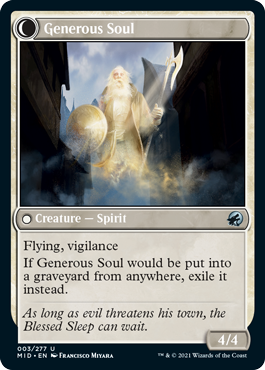 Generous Soul
Creature — Spirit
Flying, vigilance
If Generous Soul would be put into
a graveyard from anywhere, exile it
instead.
As long as evil threatens his town, the
Blessed Sleep can wait.
4/4
003/277 U
MID • EN Francisco Miyara
™ & © 2021 Wizards of the Coast